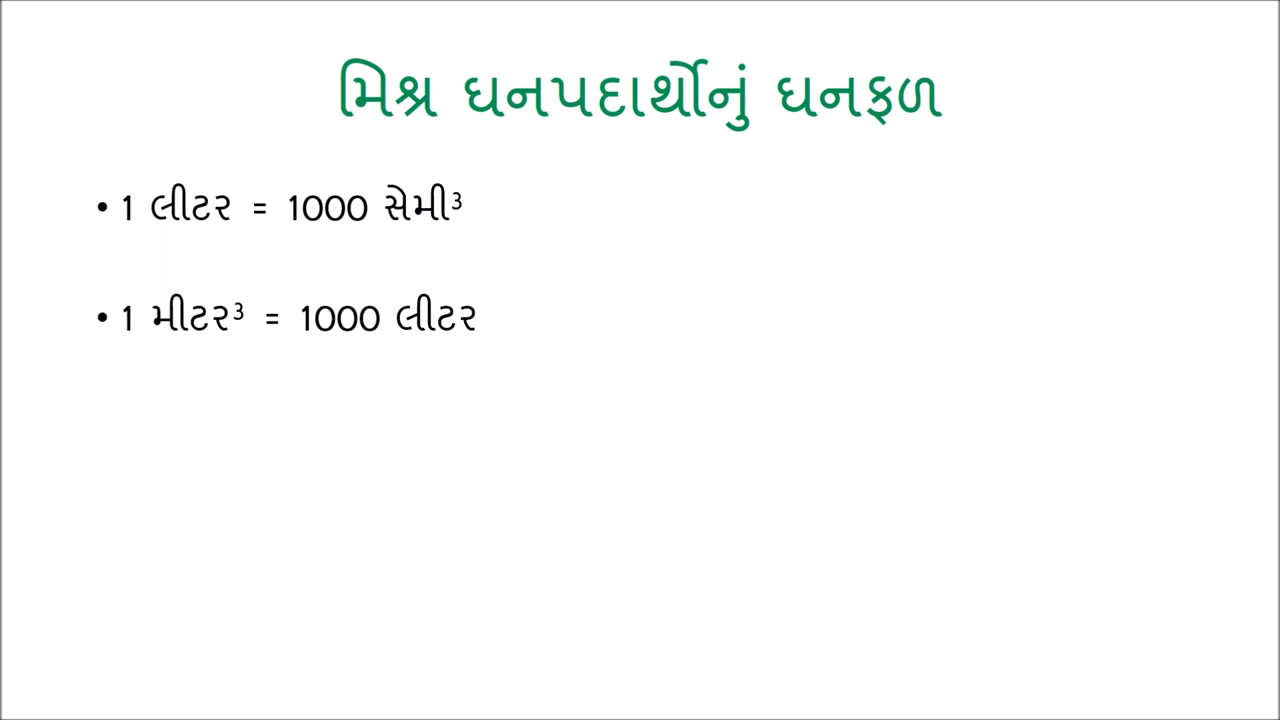 મિશ્ર ઘનપદાર્થોનું ઘનફળ
• 1 લીટર = 1000 સેમી³
• 1 મીટર³ = 1000 લીટર